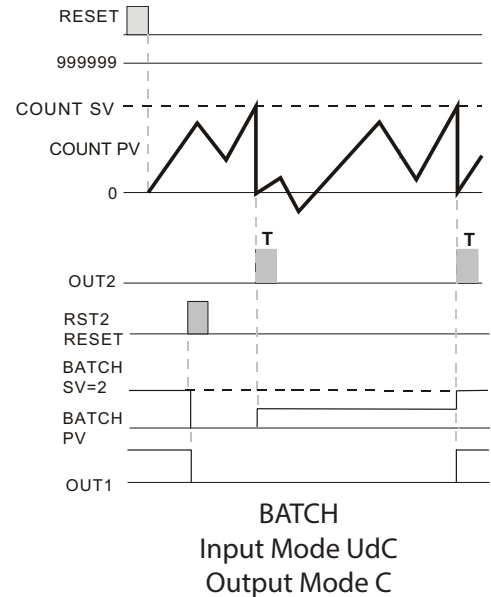 RESET
999999
COUNT SV
COUNT PV
0
T
T
OUT2
RST2
RESET
BATCH
SV=2
BATCH
PV
OUT1
BATCH
Input Mode UdC
Output Mode C